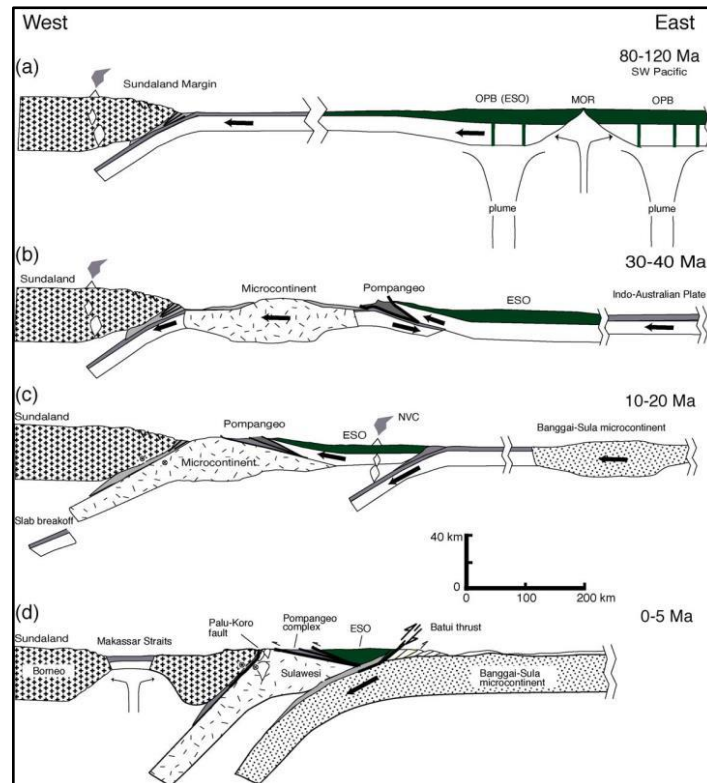 West
East
(a)
80-120 Ma
SW Pacific
Sundaland Margin
OPB (ESO)
MOR
OPB
plume
plume
(b)
30-40 Ma
Sundaland
Microcontinent
Pompangeo
ESO
Indo-Australian Plate
(c)
10-20 Ma
Sundaland
Pompangeo
ESO
NVC
Banggai-Sula microcontinent
Microcontinent
Slab breakoff
40 km
0
0
100
200 km
(d)
0-5 Ma
Sundaland
Makassar Straits
Palu-Koro
fault
Pompangeo
complex
ESO
Batui thrust
Borneo
Sulawesi
Banggai-Sula
microcontinent